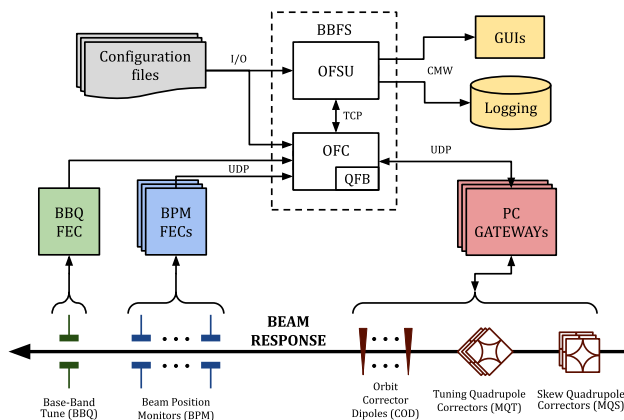 BBFS
Configuration
files
I/O
OFSU
GUIs
CMW
Logging
TCP
OFC
QFB
UDP
UDP
BBQ
FEC
BPM
FECs
PC
GATEWAYs
BEAM
RESPONSE
Base-Band
Tune (BBQ)
Beam Position
Monitors (BPM)
Orbit
Corrector
Dipoles (COD)
Tuning Quadrupole
Correctors (MQT)
Skew Quadrupole
Correctors (MQS)